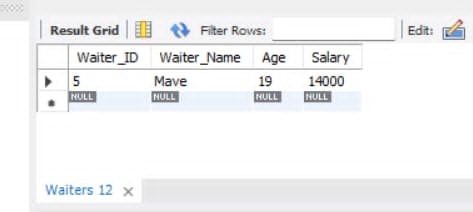 Result Grid Filter Rows: Edit:
Waiter_ID Waiter_Name Age Salary
5 Mave 19 14000
NULL NULL NULL NULL
Waiters 12